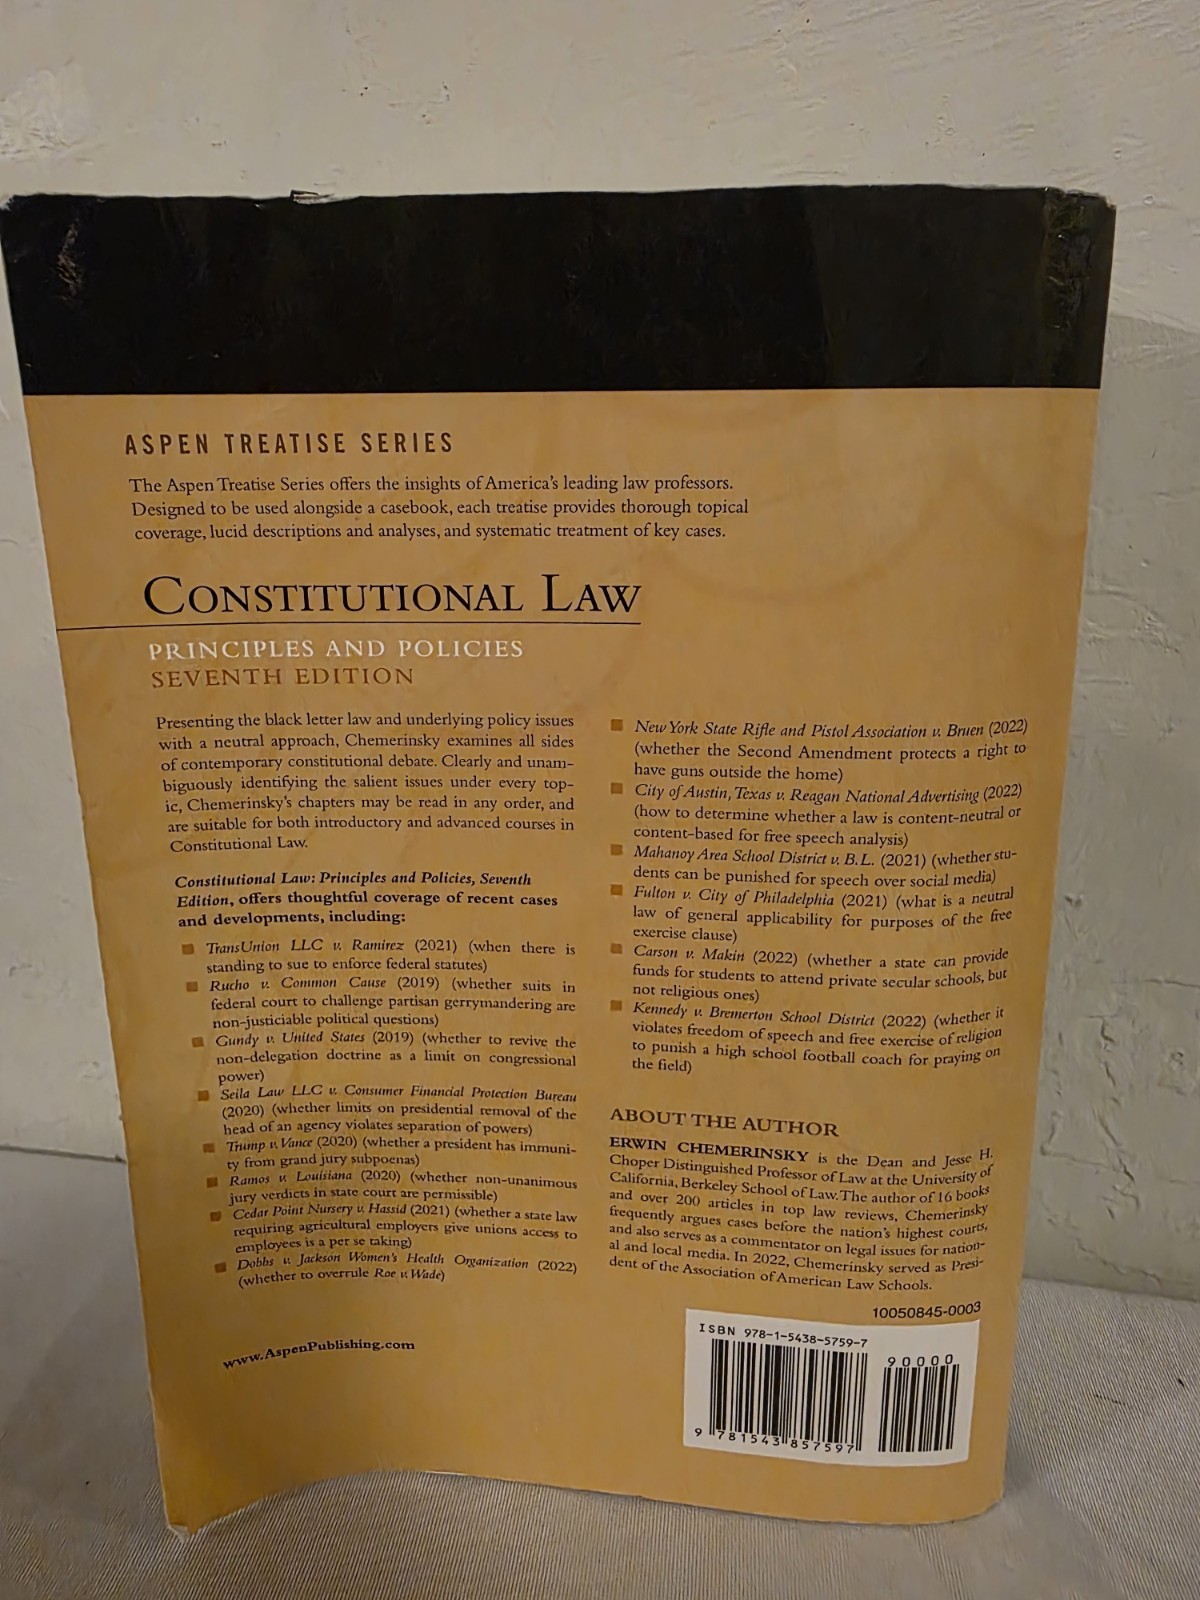 ASPEN TREATISE SERIES
The Aspen Treatise Series offers the insights of America's leading law professors.
Designed to be used alongside a casebook, each treatise provides thorough topical
coverage, lucid descriptions and analyses, and systematic treatment of key cases.
CONSTITUTIONAL LAW
PRINCIPLES AND POLICIES
SEVENTH EDITION
Presenting the black letter law and underlying policy issues
with a neutral approach, Chemerinsky examines all sides
of contemporary constitutional debate. Clearly and unam-
biguously identifying the salient issues under every top-
ic, Chemerinsky's chapters may be read in any order, and
are suitable for both introductory and advanced courses in
Constitutional Law.
Constitutional Law: Principles and Policies, Seventh
Edition, offers thoughtful coverage of recent cases
and developments, including:
TransUnion LLC v. Ramirez (2021) (when there is
standing to sue to enforce federal statutes)
Rucho v. Common Cause (2019) (whether suits in
federal court to challenge partisan gerrymandering are
non-justiciable political questions)
Gundy v. United States (2019) (whether to revive the
non-delegation doctrine as a limit on congressional
power)
Seila Law LLC v. Consumer Financial Protection Bureau
(2020) (whether limits on presidential removal of the
head of an agency violates separation of powers)
Trump v. Vance (2020) (whether a president has immuni-
ty from grand jury subpoenas)
Ramos v. Louisiana (2020) (whether non-unanimous
jury verdicts in state court are permissible)
Cedar Point Nursery v. Hassid (2021) (whether a state law
requiring agricultural employers give unions access to
employees is a per se taking)
Dobbs v. Jackson Women's Health Organization (2022)
(whether to overrule Roe v. Wade)
www.AspenPublishing.com
New York State Rifle and Pistol Association v. Bruen (2022)
(whether the Second Amendment protects a right to
have guns outside the home)
City of Austin, Texas v. Reagan National Advertising (2022)
(how to determine whether a law is content-neutral or
content-based for free speech analysis)
Mahanoy Area School District v. B.L. (2021) (whether stu-
dents can be punished for speech over social media)
Fulton v. City of Philadelphia (2021) (what is a neutral
law of general applicability for purposes of the free
exercise clause)
Carson v. Makin (2022) (whether a state can provide
funds for students to attend private secular schools, but
not religious ones)
Kennedy v. Bremerton School District (2022) (whether it
violates freedom of speech and free exercise of religion
to punish a high school football coach for praying on
the field)
ABOUT THE AUTHOR
ERWIN CHEMERINSKY is the Dean and Jesse H.
Choper Distinguished Professor of Law at the University of
California, Berkeley School of Law. The author of 16 books
and over 200 articles in top law reviews, Chemerinsky
frequently argues cases before the nation's highest courts,
and also serves as a commentator on legal issues for nation-
al and local media. In 2022, Chemerinsky served as Presi-
dent of the Association of American Law Schools.
10050845-0003
ISBN 978-1-5438-5759-7
90000
9 781543 857597